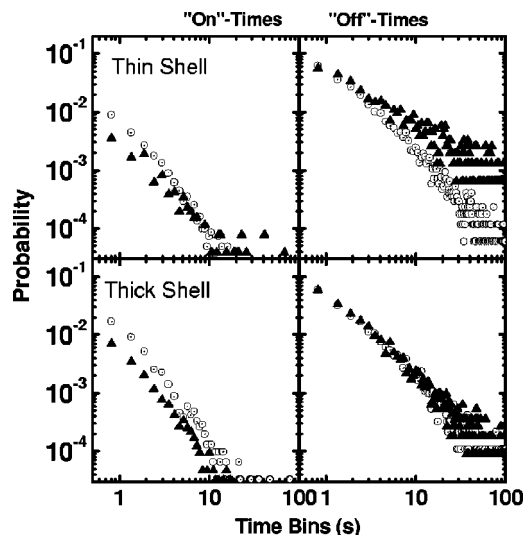 "On"-Times "Off"-Times
10^-1
Thin Shell
10^-2
10^-3
10^-4
Probability
10^-1
Thick Shell
10^-2
10^-3
10^-4
1 10 100 1 10 100
Time Bins (s)